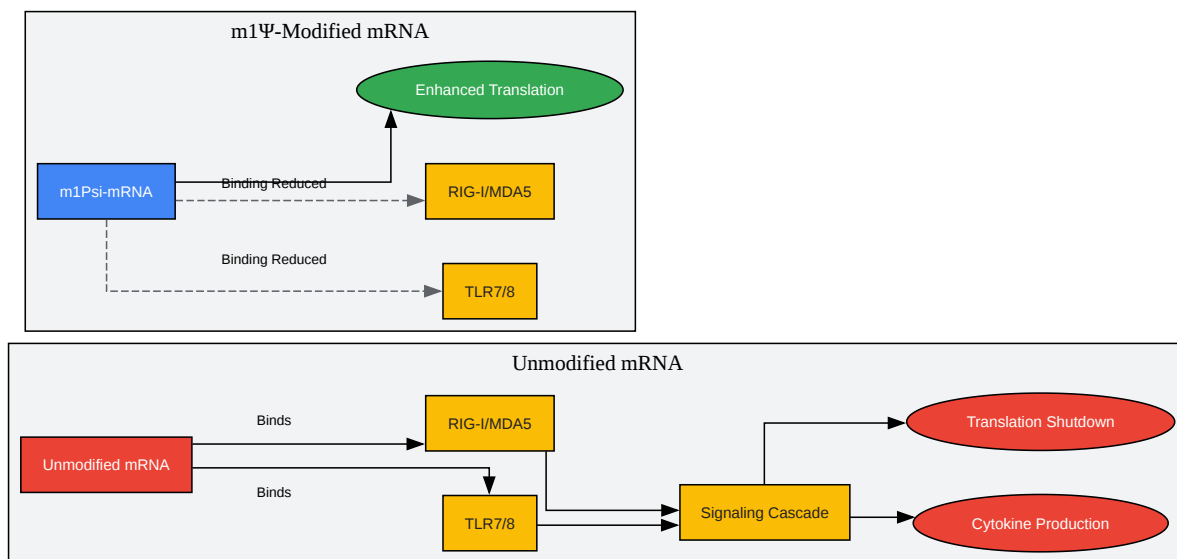 m1Ψ-Modified mRNA
Enhanced Translation
m1Psi-mRNA
Binding Reduced
RIG-I/MDA5
Binding Reduced
TLR7/8
Unmodified mRNA
Binds
RIG-I/MDA5
Translation Shutdown
Unmodified mRNA
Binds
TLR7/8
Signaling Cascade
Cytokine Production